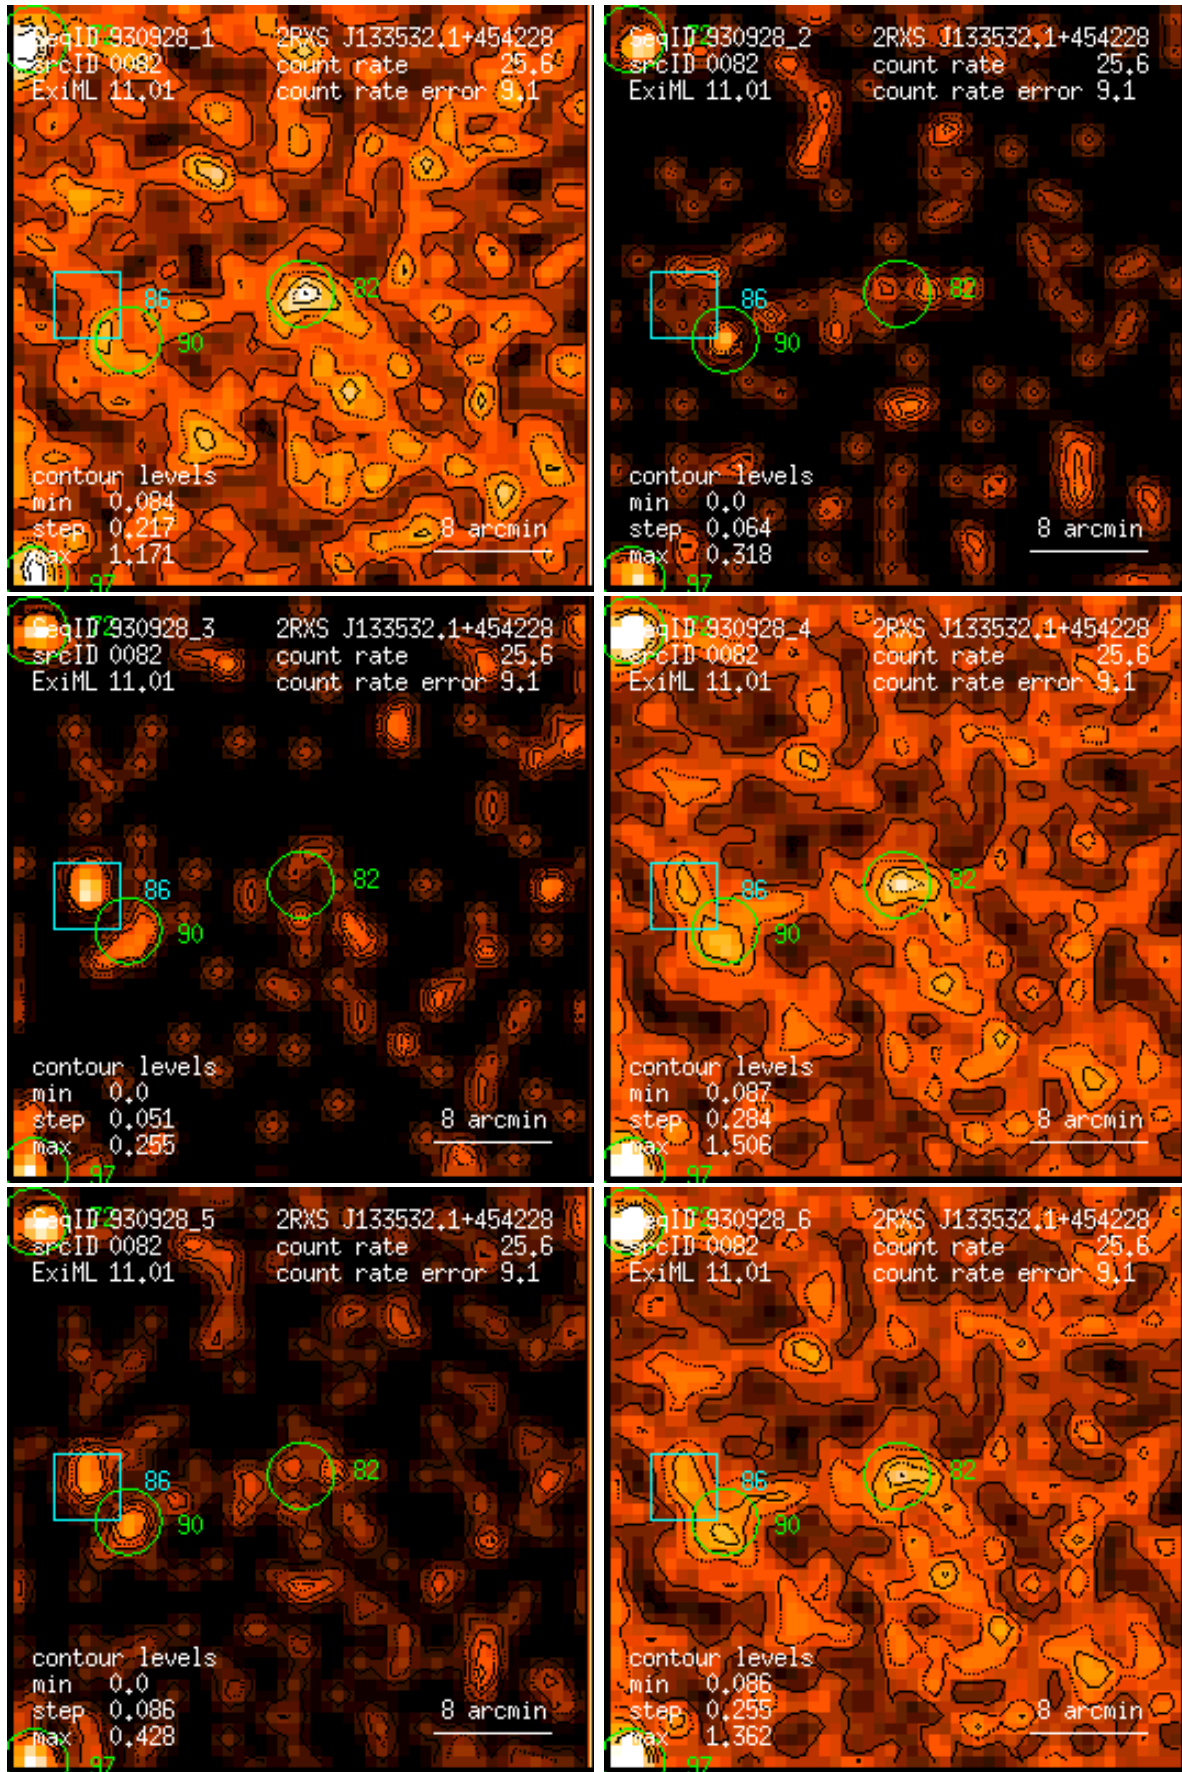 SeqID 930928_1 2RXS J133532.1+454228
srcID 0082 count rate 25.6
ExiML 11.01 count rate error 9.1
72
82
86
90
contour levels
min 0.084
step 0.217
max 1.171
8 arcmin
97
SeqID 930928_2 2RXS J133532.1+454228
srcID 0082 count rate 25.6
ExiML 11.01 count rate error 9.1
72
82
86
90
contour levels
min 0.0
step 0.064
max 0.318
8 arcmin
97
SeqID 930928_3 2RXS J133532.1+454228
srcID 0082 count rate 25.6
ExiML 11.01 count rate error 9.1
72
82
86
90
contour levels
min 0.0
step 0.051
max 0.255
8 arcmin
97
SeqID 930928_4 2RXS J133532.1+454228
srcID 0082 count rate 25.6
ExiML 11.01 count rate error 9.1
72
82
86
90
contour levels
min 0.087
step 0.284
max 1.506
8 arcmin
97
SeqID 930928_5 2RXS J133532.1+454228
srcID 0082 count rate 25.6
ExiML 11.01 count rate error 9.1
72
82
86
90
contour levels
min 0.0
step 0.086
max 0.428
8 arcmin
97
SeqID 930928_6 2RXS J133532.1+454228
srcID 0082 count rate 25.6
ExiML 11.01 count rate error 9.1
72
82
86
90
contour levels
min 0.086
step 0.255
max 1.362
8 arcmin
97